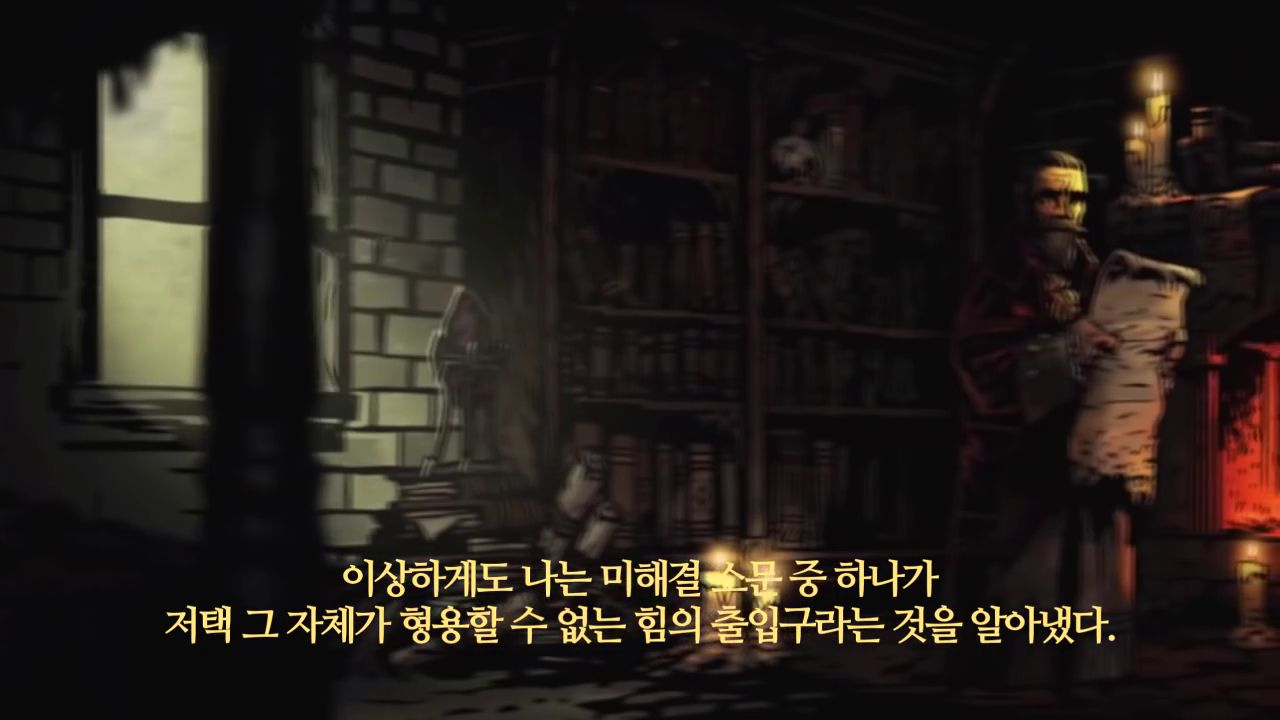 이상하게도 나는 미해결 소문 중 하나가
저택 그 자체가 형용할 수 없는 힘의 출입구라는 것을 알아냈다.